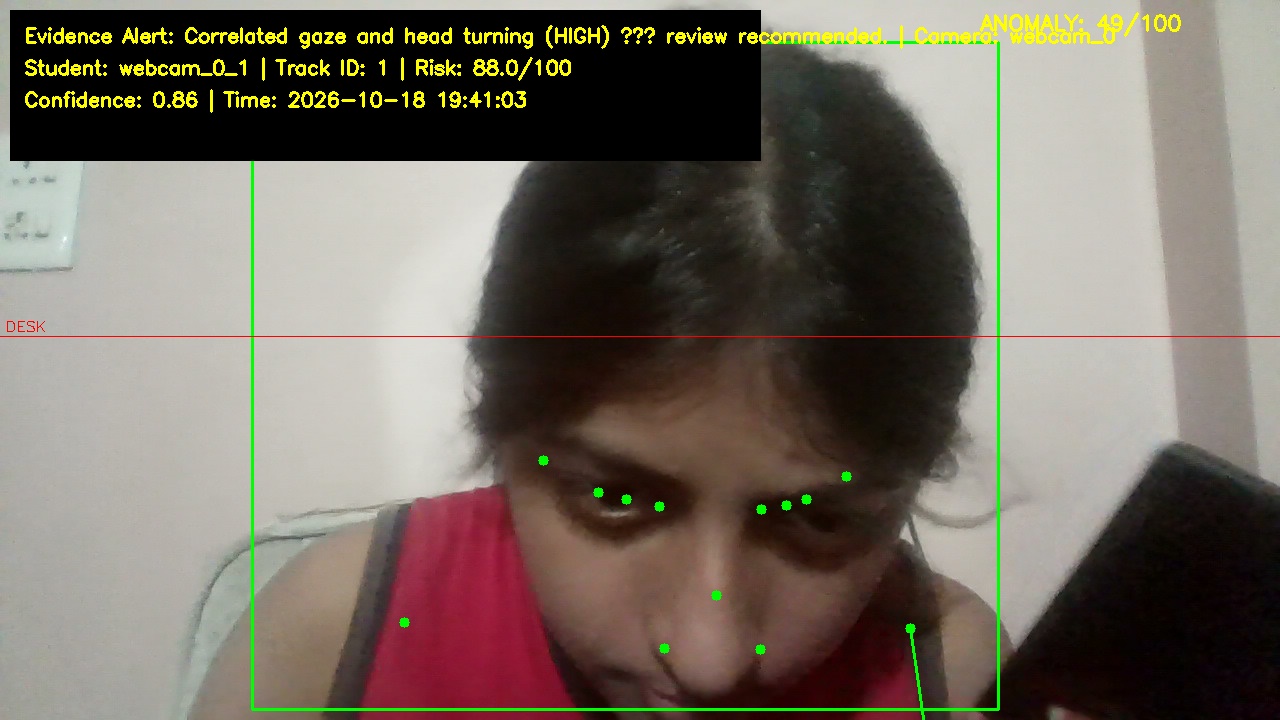 Evidence Alert: Correlated gaze and head turning (HIGH) ??? review recommended. | Camera: webcam_0
ANOMALY: 49/100
Student: webcam_0_1 | Track ID: 1 | Risk: 88.0/100
Confidence: 0.86 | Time: 2026-10-18 19:41:03
DESK